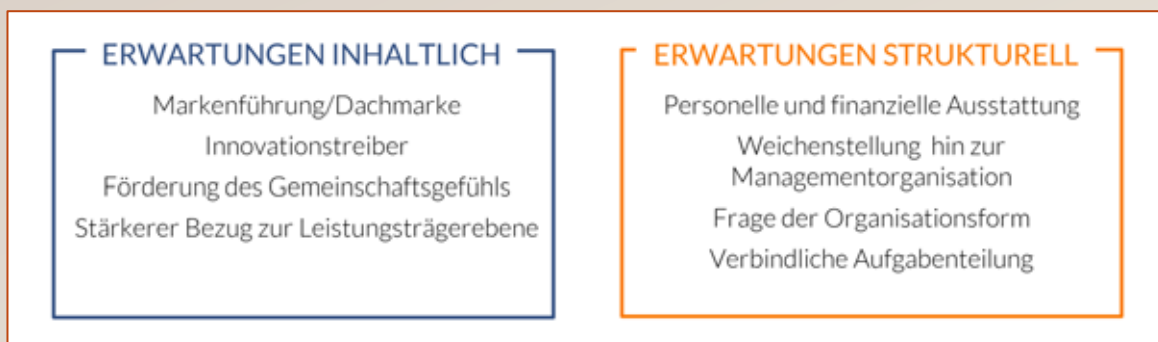 ERWARTUNGEN INHALTLICH
Markenführung/Dachmarke
Innovationstreiber
Förderung des Gemeinschaftsgefühls
Stärkerer Bezug zur Leistungsträgerebene
ERWARTUNGEN STRUKTURELL
Personelle und finanzielle Ausstattung
Weichenstellung hin zur
Managementorganisation
Frage der Organisationsform
Verbindliche Aufgabenteilung